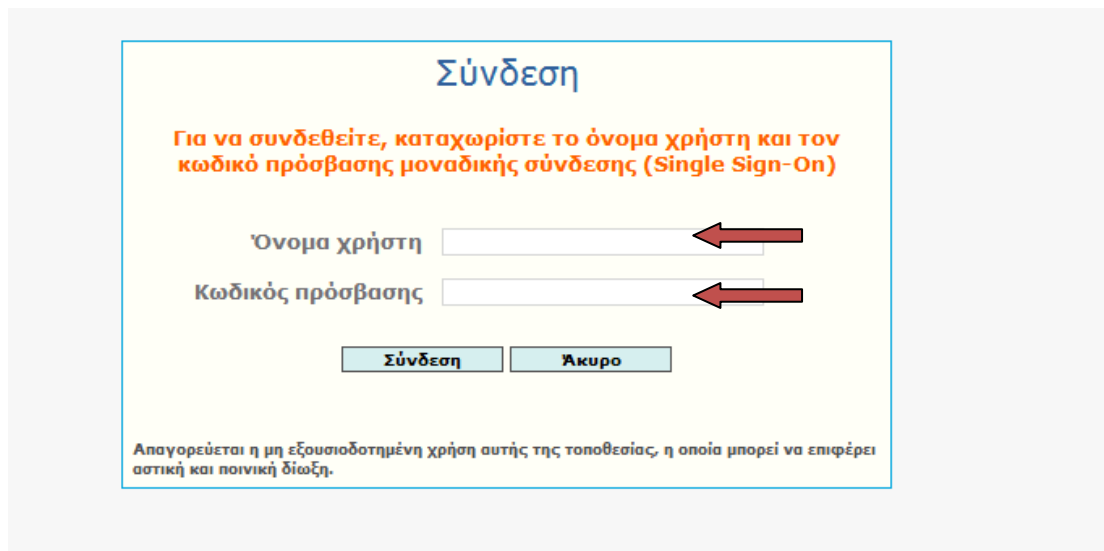 Σύνδεση
Για να συνδεθείτε, καταχωρίστε το όνομα χρήστη και τον
κωδικό πρόσβασης μοναδικής σύνδεσης (Single Sign-On)
Όνομα χρήστη
Κωδικός πρόσβασης
Σύνδεση Άκυρο
Απαγορεύεται η μη εξουσιοδοτημένη χρήση αυτής της τοποθεσίας, η οποία μπορεί να επιφέρει
αστική και ποινική δίωξη.